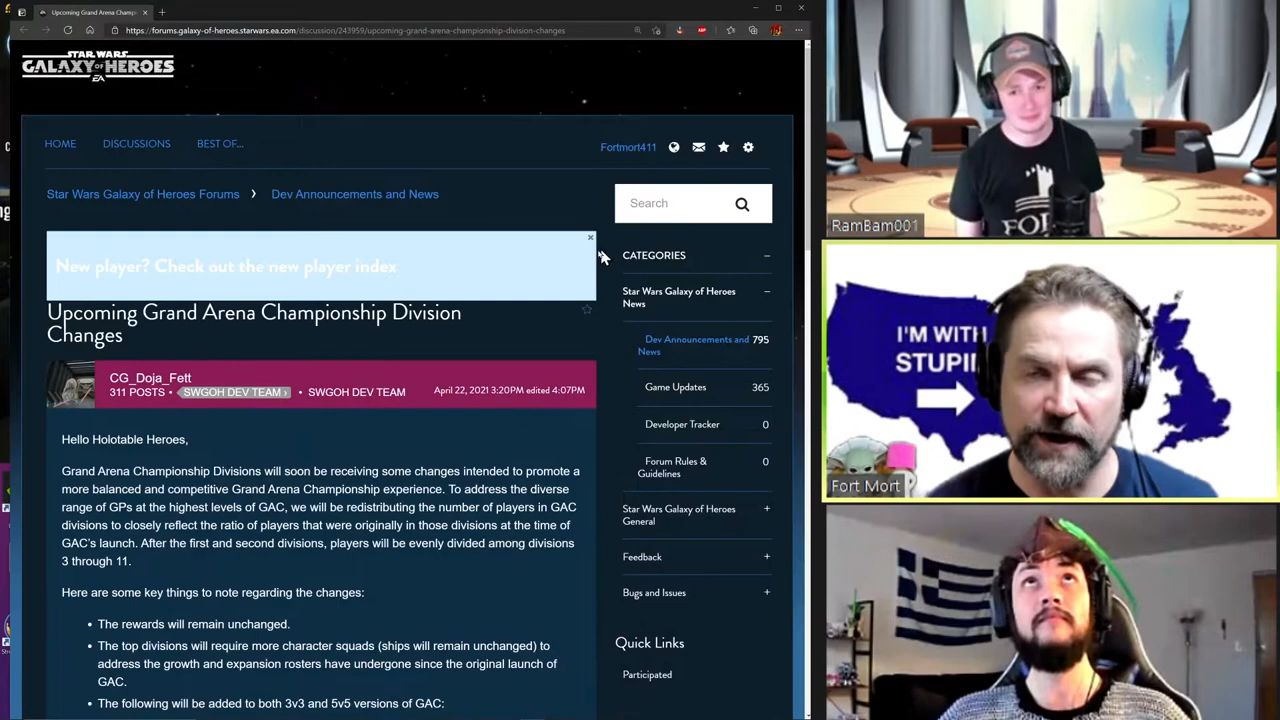 Upcoming Grand Arena Champic
https://forums.galaxy-of-heroes.starwars.ea.com/discussion/243959/upcoming-grand-arena-championship-division-changes
STAR WARS
GALAXY OF HEROES
EA
HOME
DISCUSSIONS
BEST OF...
Fortmort411
Star Wars Galaxy of Heroes Forums
Dev Announcements and News
Search
New player? Check out the new player index
Upcoming Grand Arena Championship Division
Changes
CG_Doja_Fett
311 POSTS • SWGOH DEV TEAM › • SWGOH DEV TEAM
April 22, 2021 3:20PM edited 4:07PM
Hello Holotable Heroes,
Grand Arena Championship Divisions will soon be receiving some changes intended to promote a
more balanced and competitive Grand Arena Championship experience. To address the diverse
range of GPs at the highest levels of GAC, we will be redistributing the number of players in GAC
divisions to closely reflect the ratio of players that were originally in those divisions at the time of
GAC's launch. After the first and second divisions, players will be evenly divided among divisions
3 through 11.
Here are some key things to note regarding the changes:
• The rewards will remain unchanged.
• The top divisions will require more character squads (ships will remain unchanged) to
address the growth and expansion rosters have undergone since the original launch of
GAC.
• The following will be added to both 3v3 and 5v5 versions of GAC:
CATEGORIES
Star Wars Galaxy of Heroes
News
Dev Announcements and 795
News
Game Updates 365
Developer Tracker 0
Forum Rules & 0
Guidelines
Star Wars Galaxy of Heroes
General
Feedback
Bugs and Issues
Quick Links
Participated
FO
RamBam001
I'M WITH
STUPI
Fort Mort